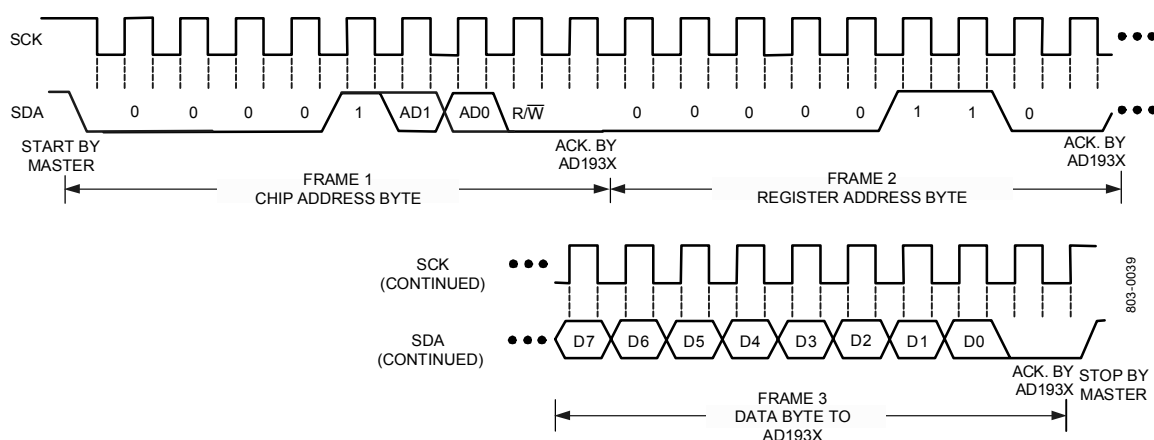 SCK
SDA
0 0 0 0 1 AD1 AD0 R/W̅ 0 0 0 0 0 1 1 0
START BY
MASTER
ACK. BY
AD193X
ACK. BY
AD193X
FRAME 1
CHIP ADDRESS BYTE
FRAME 2
REGISTER ADDRESS BYTE
SCK
(CONTINUED)
SDA
(CONTINUED)
D7 D6 D5 D4 D3 D2 D1 D0
ACK. BY
AD193X
STOP BY
MASTER
FRAME 3
DATA BYTE TO
AD193X
803-0039